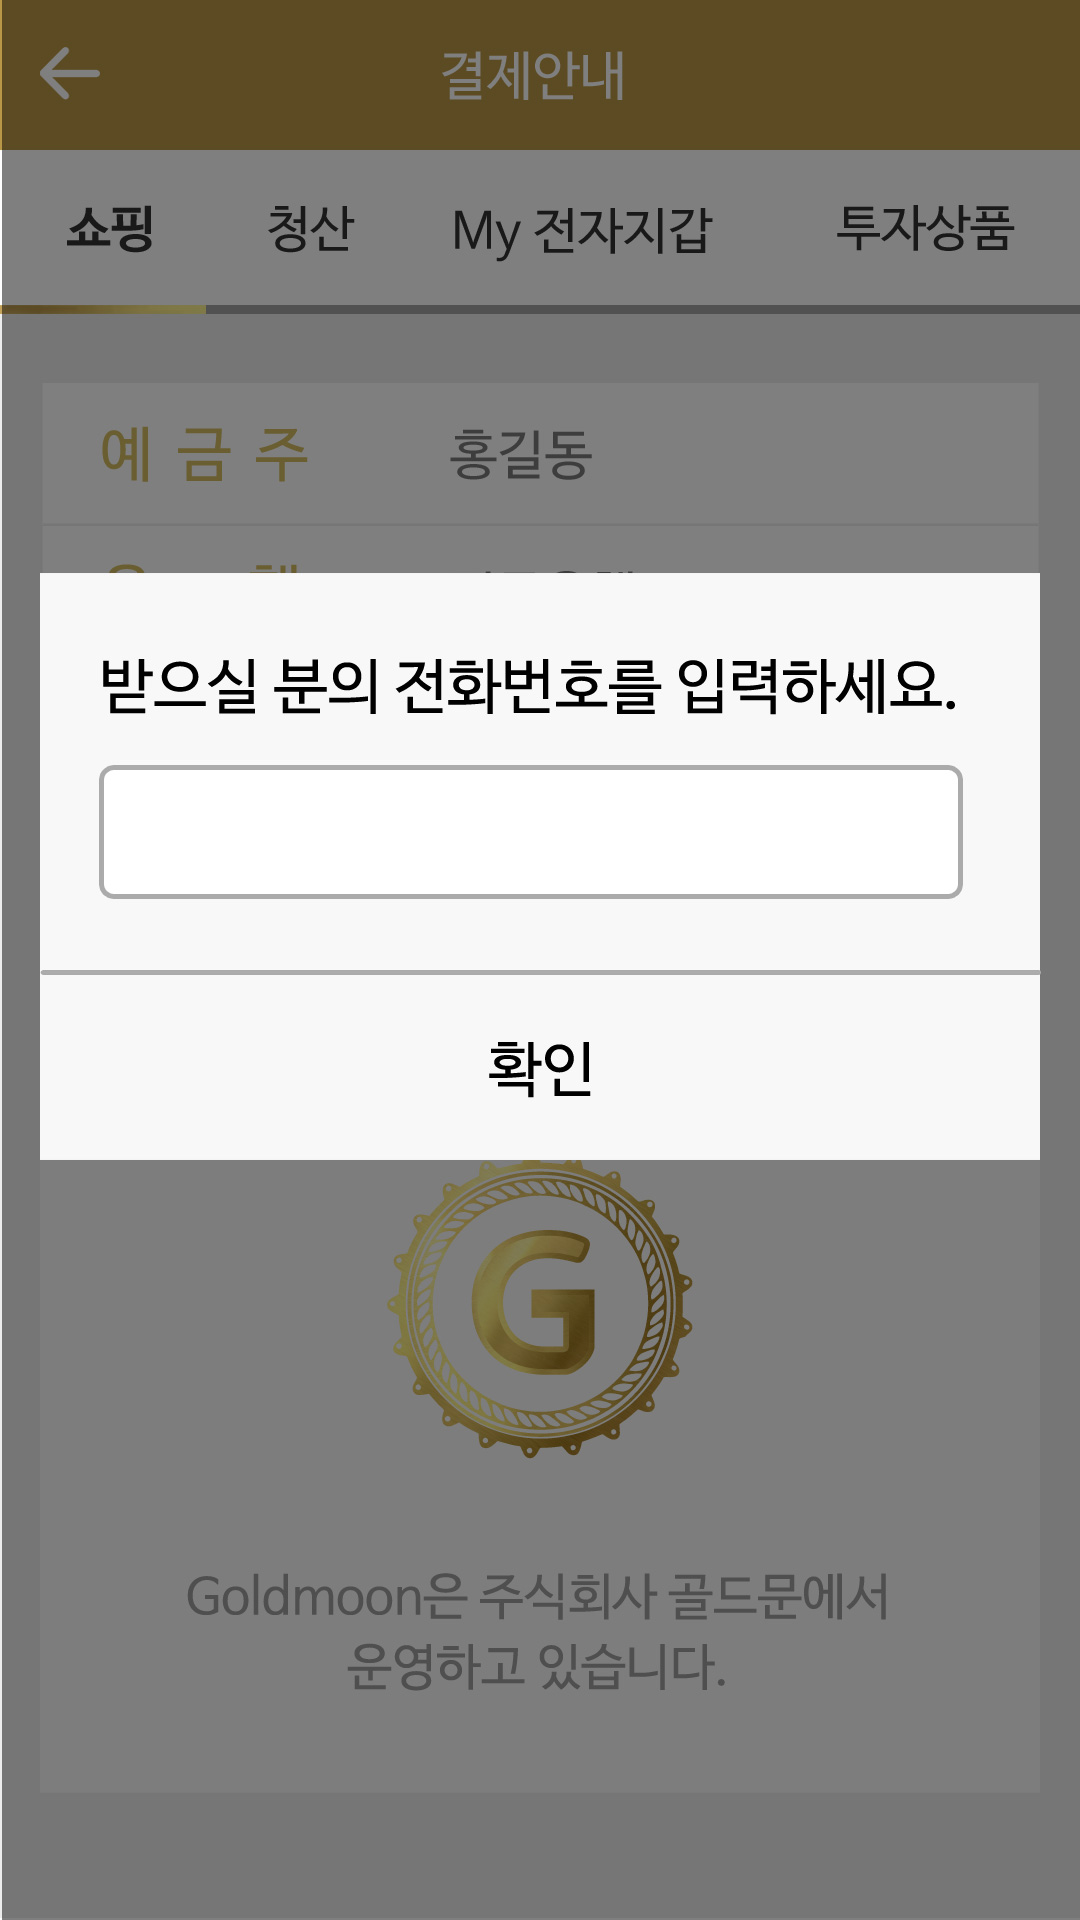 결제안내
쇼핑 청산 My 전자지갑 투자상품
예 금 주 홍길동
받으실 분의 전화번호를 입력하세요.
확인
G
Goldmoon은 주식회사 골드문에서
운영하고 있습니다.